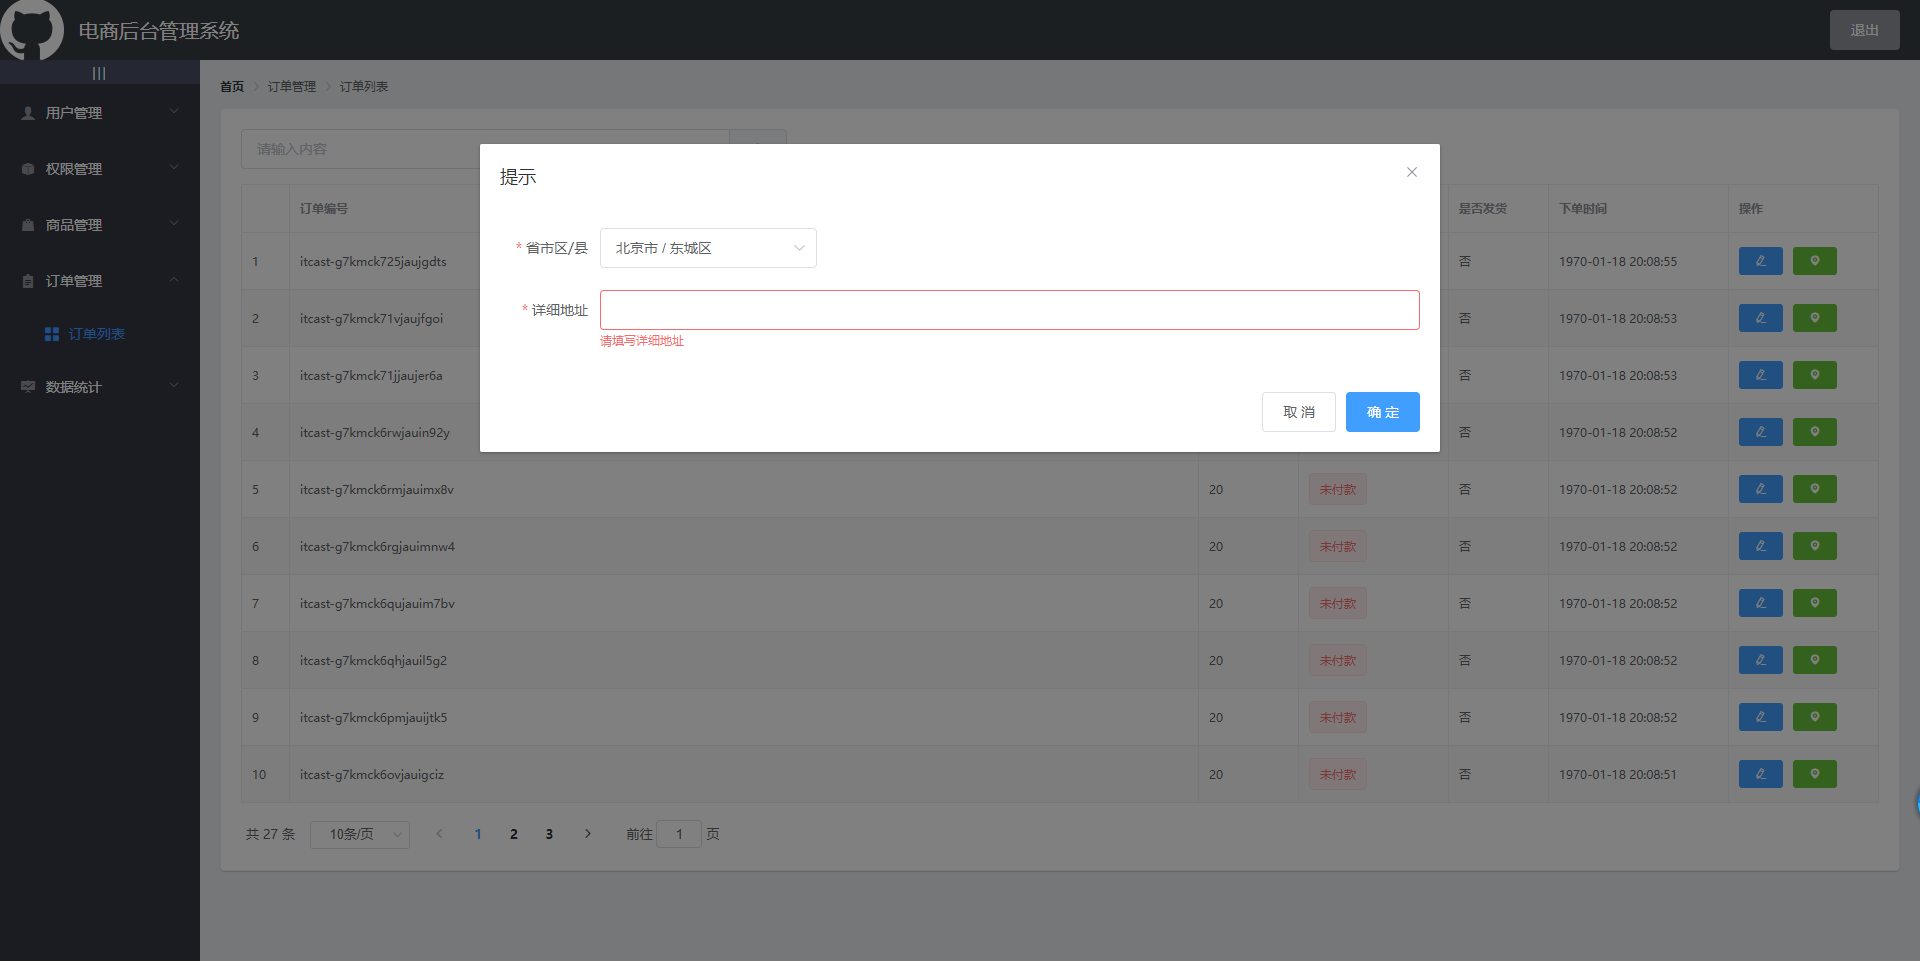 电商后台管理系统
退出
|||
用户管理
权限管理
商品管理
订单管理
订单列表
数据统计
首页 订单管理 订单列表
请输入内容
提示
* 省市区/县 北京市 / 东城区
* 详细地址
请填写详细地址
取 消 确 定
订单编号 是否发货 下单时间 操作
1 itcast-g7kmck725jaujgdts 否 1970-01-18 20:08:55
2 itcast-g7kmck71vjaujfgoi 否 1970-01-18 20:08:53
3 itcast-g7kmck71jjaujer6a 否 1970-01-18 20:08:53
4 itcast-g7kmck6rwjauin92y 否 1970-01-18 20:08:52
5 itcast-g7kmck6rmjauimx8v 20 未付款 否 1970-01-18 20:08:52
6 itcast-g7kmck6rgjauimnw4 20 未付款 否 1970-01-18 20:08:52
7 itcast-g7kmck6qujauim7bv 20 未付款 否 1970-01-18 20:08:52
8 itcast-g7kmck6qhjauil5g2 20 未付款 否 1970-01-18 20:08:52
9 itcast-g7kmck6pmjauijtk5 20 未付款 否 1970-01-18 20:08:52
10 itcast-g7kmck6ovjauigciz 20 未付款 否 1970-01-18 20:08:51
共 27 条 10条/页 1 2 3 前往 1 页